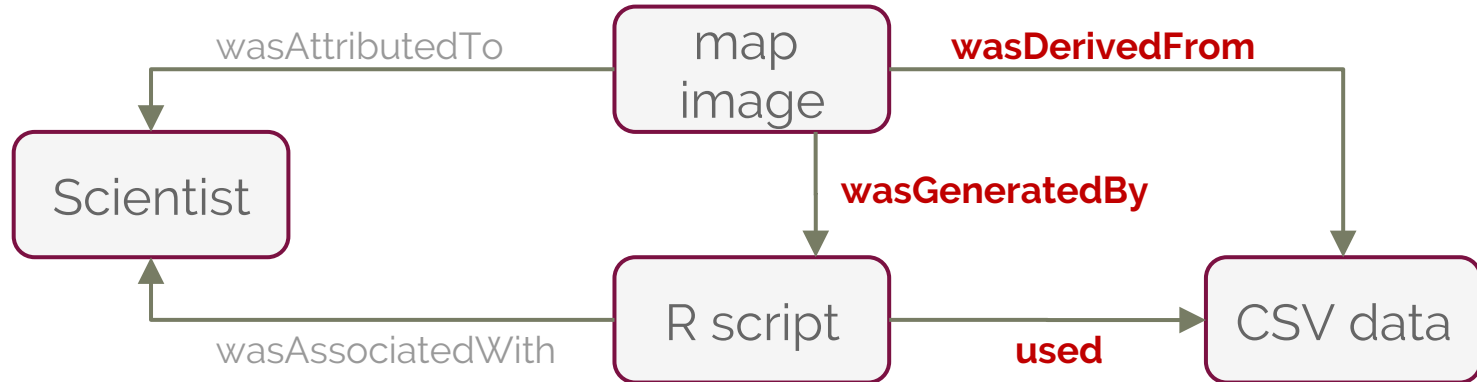 wasAttributedTo
map
image
wasDerivedFrom
Scientist
wasGeneratedBy
wasAssociatedWith
R script
used
CSV data